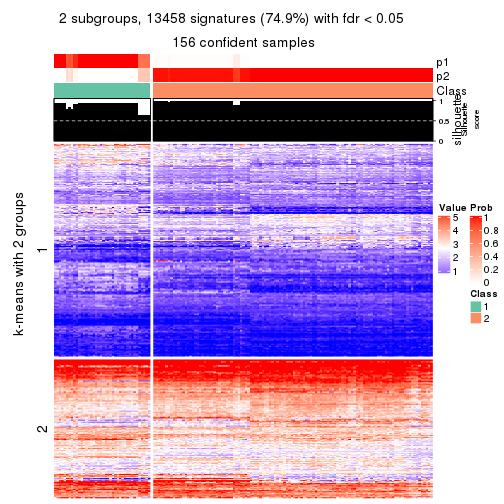 2 subgroups, 13458 signatures (74.9%) with fdr < 0.05
156 confident samples
p1
p2
Class
1
0.5
0
silhouette
Silhouette
score
k-means with 2 groups
1
2
Value
5
4
3
2
1
Prob
1
0.8
0.6
0.4
0.2
0
Class
1
2